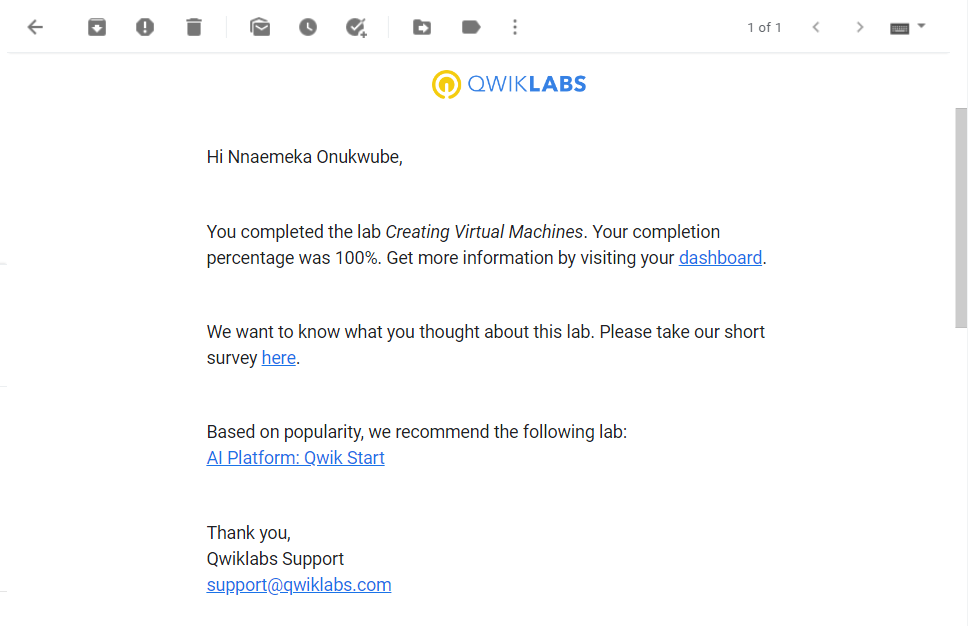 1 of 1
QWIKLABS
Hi Nnaemeka Onukwube,
You completed the lab Creating Virtual Machines. Your completion
percentage was 100%. Get more information by visiting your dashboard.
We want to know what you thought about this lab. Please take our short
survey here.
Based on popularity, we recommend the following lab:
AI Platform: Qwik Start
Thank you,
Qwiklabs Support
support@qwiklabs.com